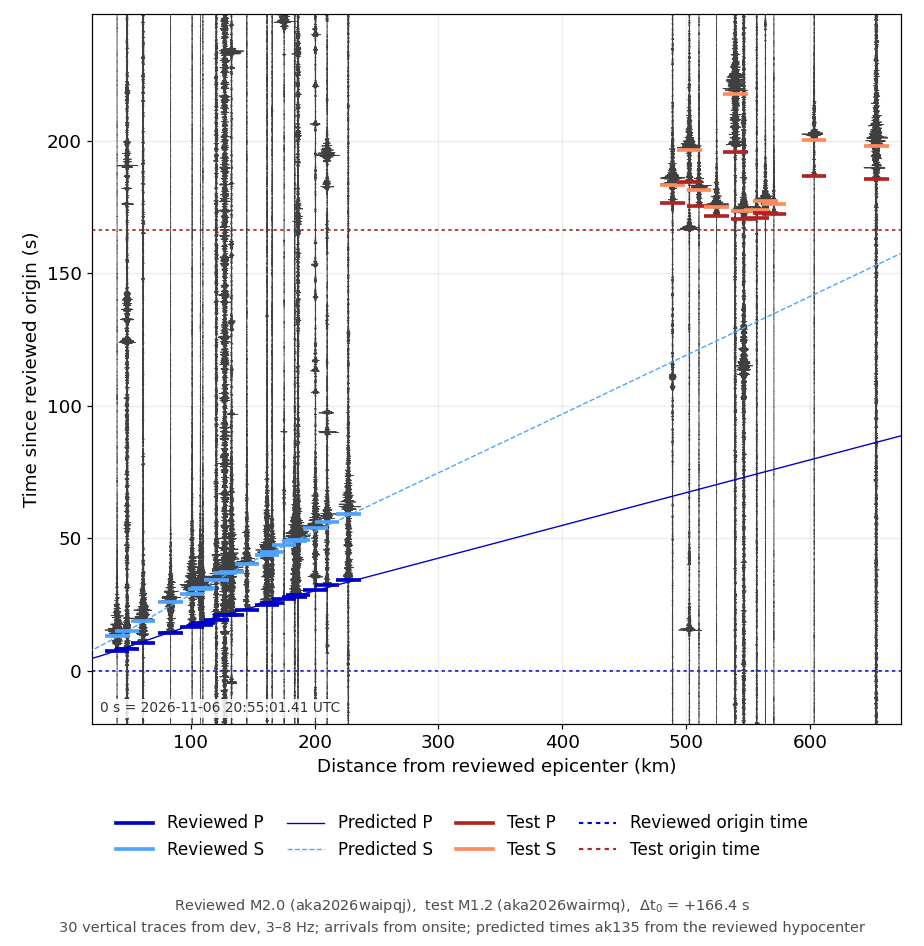 200
150
100
50
0
Time since reviewed origin (s)
0 s = 2026-11-06 20:55:01.41 UTC
100 200 300 400 500 600
Distance from reviewed epicenter (km)
Reviewed P Predicted P Test P Reviewed origin time
Reviewed S Predicted S Test S Test origin time
Reviewed M2.0 (aka2026waipqj), test M1.2 (aka2026wairmq), Δt₀ = +166.4 s
30 vertical traces from dev, 3–8 Hz; arrivals from onsite; predicted times ak135 from the reviewed hypocenter